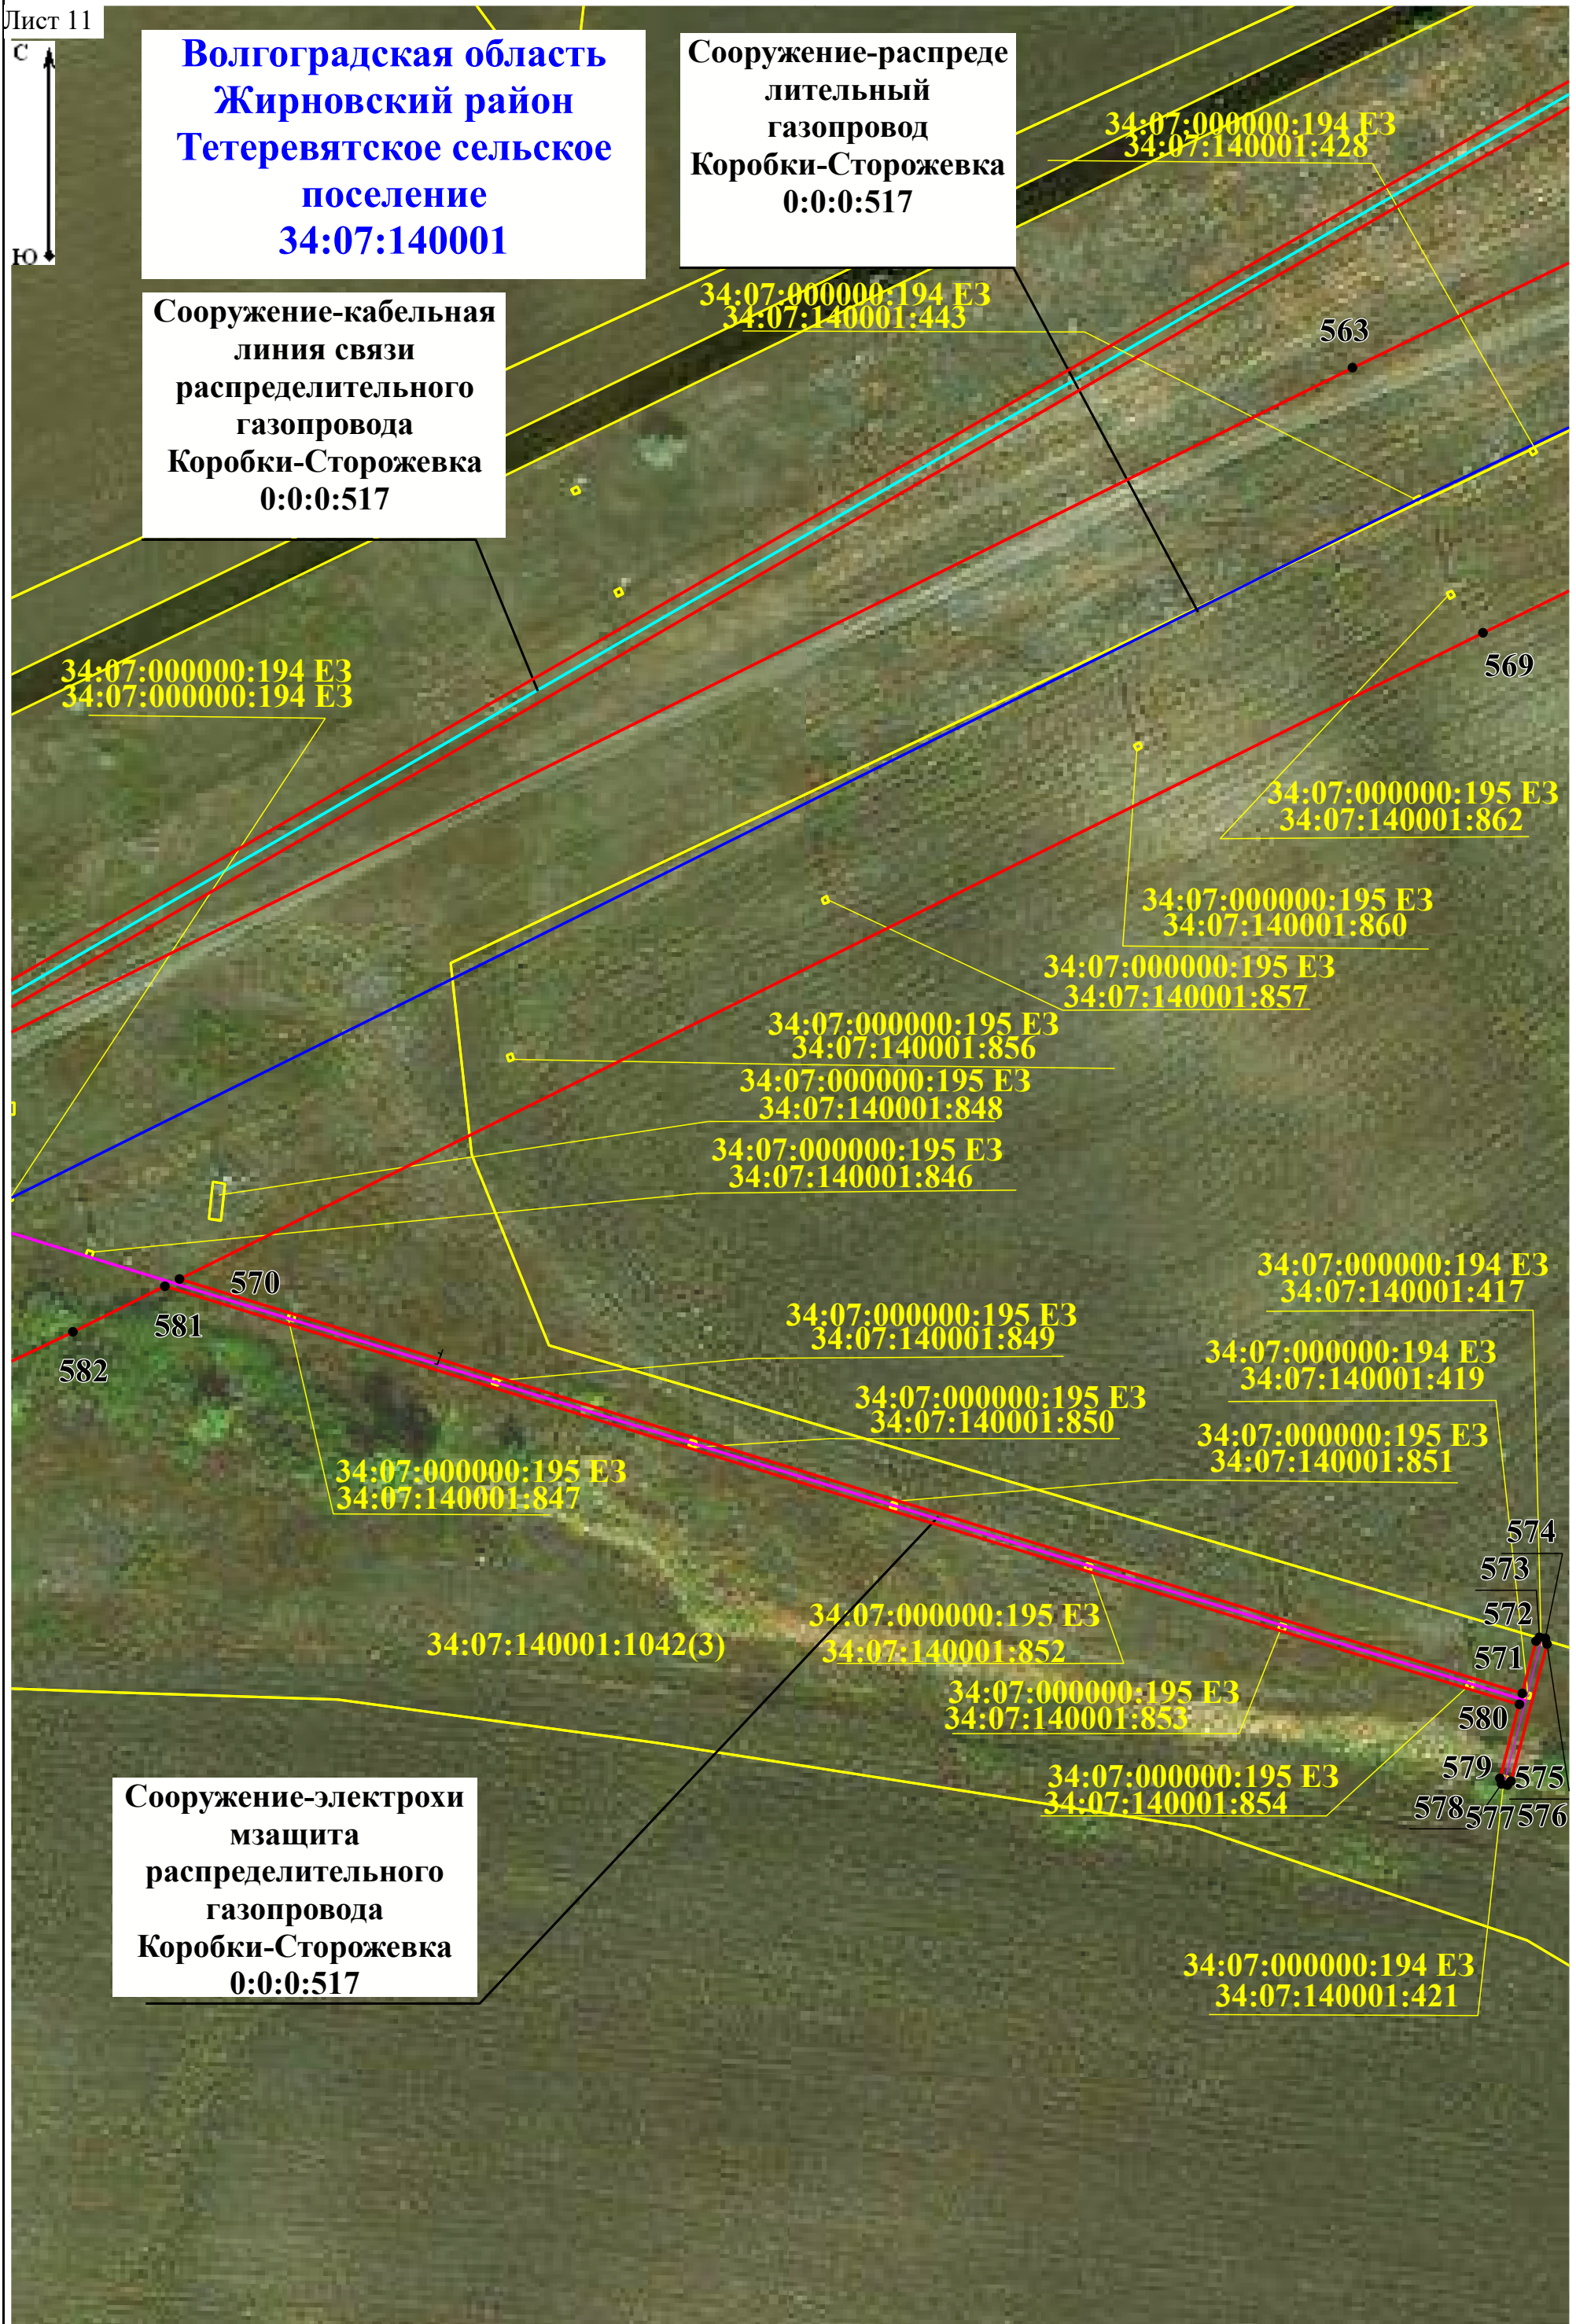 Лист 11
С
Ю
Волгоградская область
Жирновский район
Тетеревятское сельское
поселение
34:07:140001
Сооружение-распреде
лительный
газопровод
Коробки-Сторожевка
0:0:0:517
34:07:000000:194 ЕЗ
34:07:140001:428
34:07:000000:194 ЕЗ
34:07:140001:443
Сооружение-кабельная
линия связи
распределительного
газопровода
Коробки-Сторожевка
0:0:0:517
563
569
34:07:000000:194 ЕЗ
34:07:000000:194 ЕЗ
34:07:000000:195 ЕЗ
34:07:140001:862
34:07:000000:195 ЕЗ
34:07:140001:860
34:07:000000:195 ЕЗ
34:07:140001:857
34:07:000000:195 ЕЗ
34:07:140001:856
34:07:000000:195 ЕЗ
34:07:140001:848
34:07:000000:195 ЕЗ
34:07:140001:846
570
581
582
1
34:07:000000:194 ЕЗ
34:07:140001:417
34:07:000000:195 ЕЗ
34:07:140001:849
34:07:000000:194 ЕЗ
34:07:140001:419
34:07:000000:195 ЕЗ
34:07:140001:850
34:07:000000:195 ЕЗ
34:07:140001:851
34:07:000000:195 ЕЗ
34:07:140001:847
574
573
572
571
34:07:000000:195 ЕЗ
34:07:140001:852
34:07:140001:1042(3)
34:07:000000:195 ЕЗ
34:07:140001:853
580
579
575
34:07:000000:195 ЕЗ
34:07:140001:854
578
577
576
Сооружение-электрохи
мзащита
распределительного
газопровода
Коробки-Сторожевка
0:0:0:517
34:07:000000:194 ЕЗ
34:07:140001:421